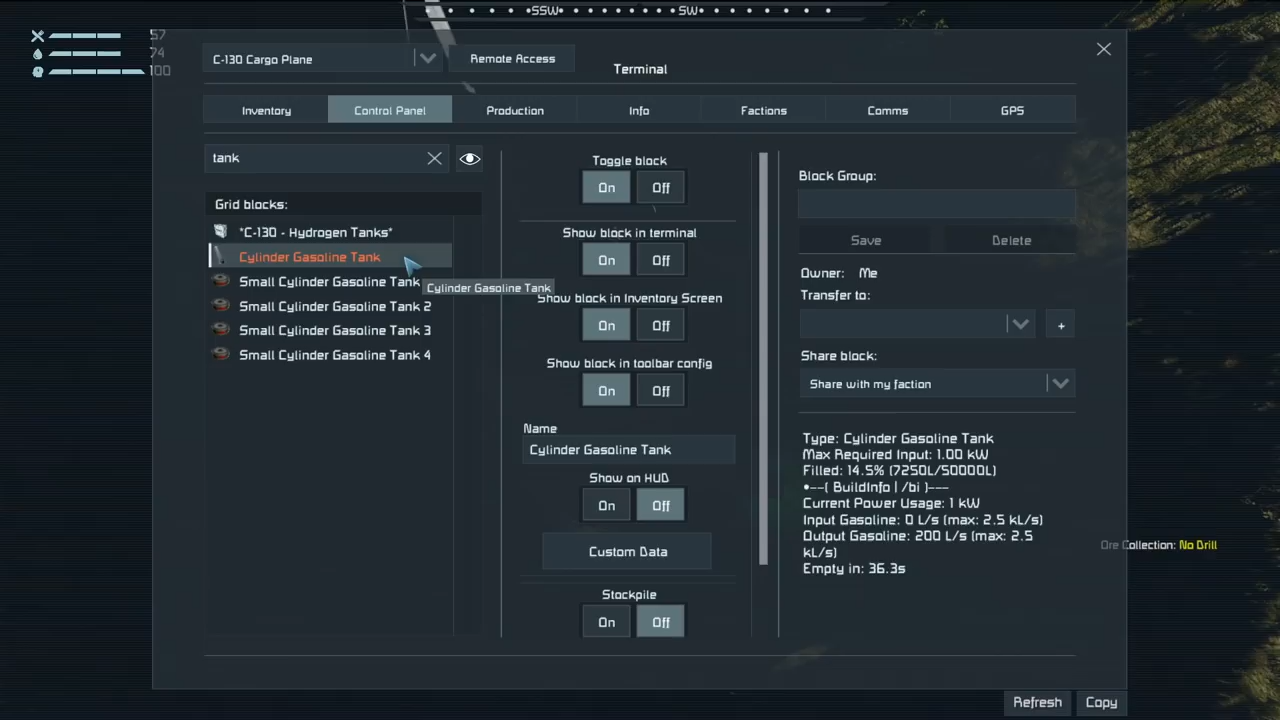 SSW
SW
57
74
100
C-130 Cargo Plane
Remote Access
Terminal
Inventory
Control Panel
Production
Info
Factions
Comms
GPS
tank
Grid blocks:
*C-130 - Hydrogen Tanks*
Cylinder Gasoline Tank
Small Cylinder Gasoline Tank
Small Cylinder Gasoline Tank 2
Small Cylinder Gasoline Tank 3
Small Cylinder Gasoline Tank 4
Cylinder Gasoline Tank
Toggle block
On
Off
Show block in terminal
On
Off
Show block in Inventory Screen
On
Off
Show block in toolbar config
On
Off
Name
Cylinder Gasoline Tank
Show on HUD
On
Off
Custom Data
Stockpile
On
Off
Block Group:
Save
Delete
Owner: Me
Transfer to:
+
Share block:
Share with my faction
Type: Cylinder Gasoline Tank
Max Required Input: 1.00 kW
Filled: 14.5% (7250L/50000L)
•--( BuildInfo | /bi )---
Current Power Usage: 1 kW
Input Gasoline: 0 L/s (max: 2.5 kL/s)
Output Gasoline: 200 L/s (max: 2.5
kL/s)
Empty in: 36.3s
Ore Collection: No Drill
Refresh
Copy